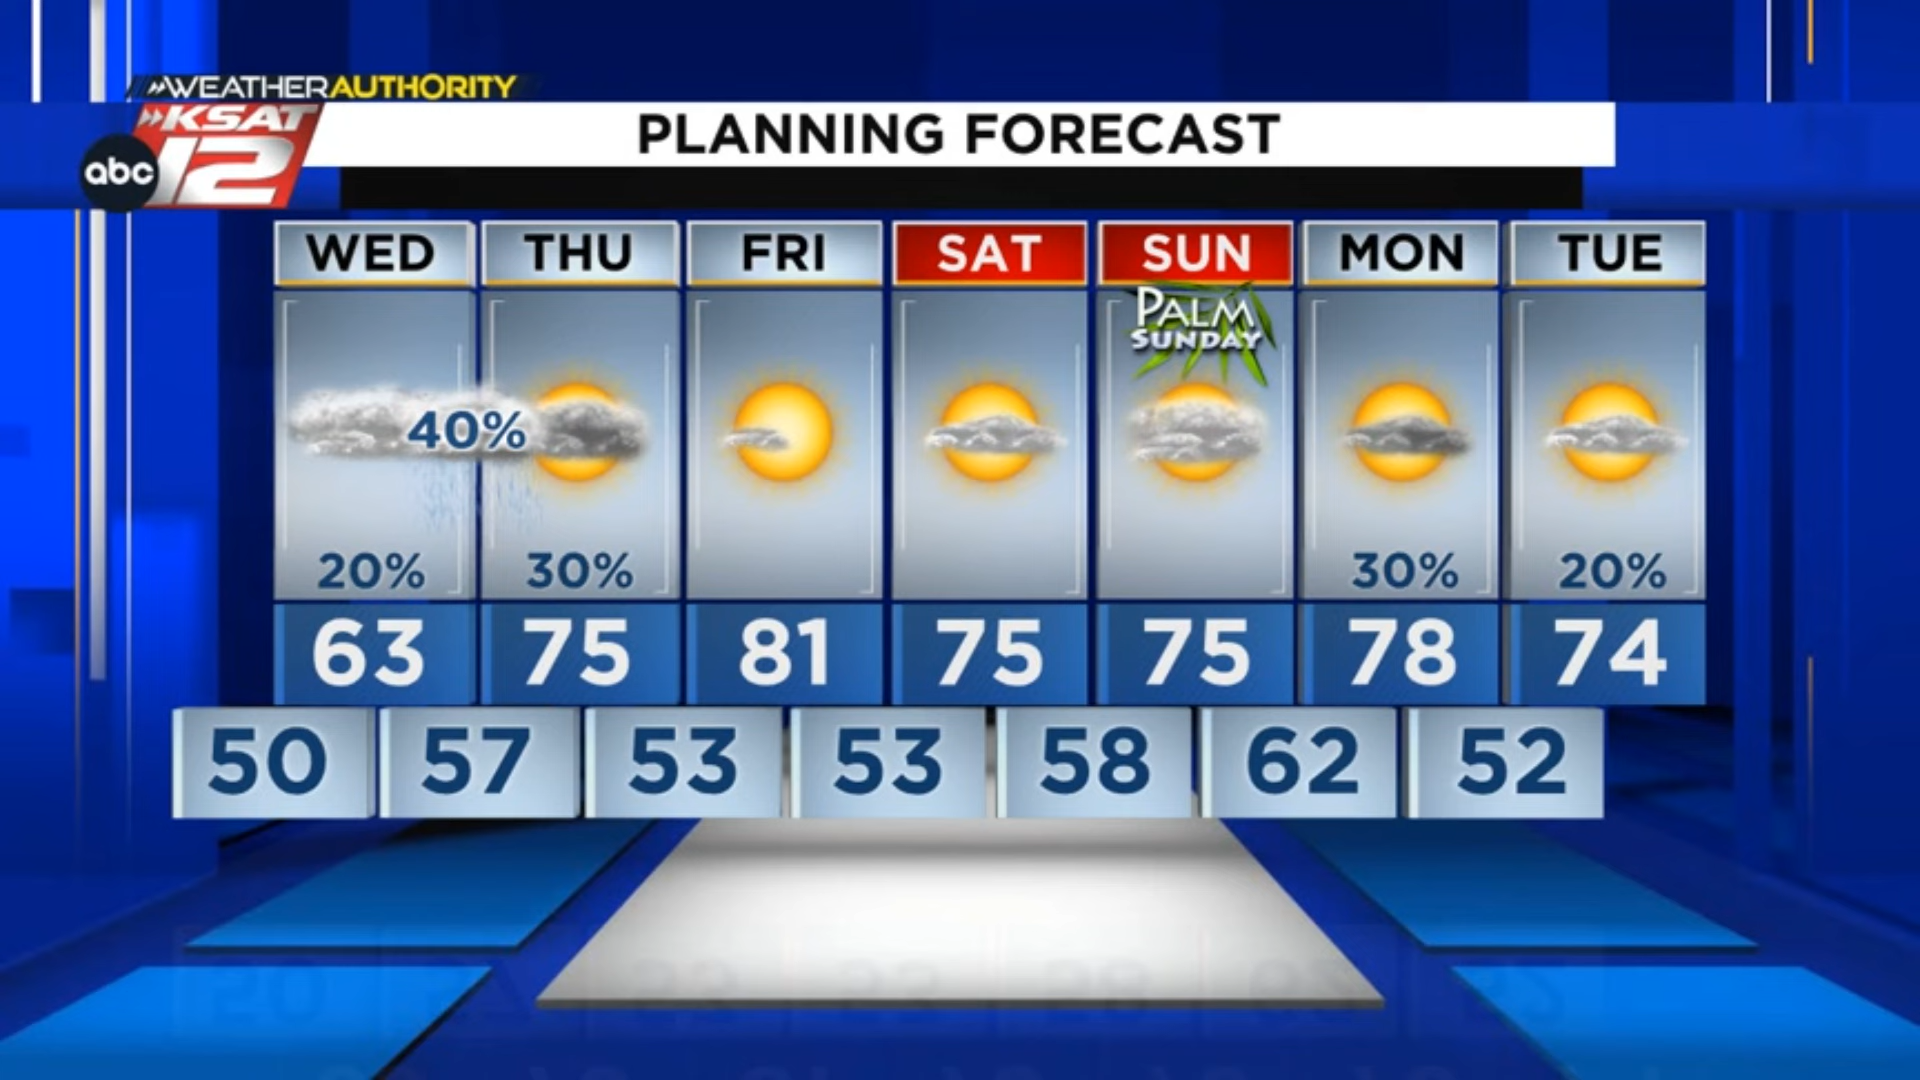 WEATHERAUTHORITY
KSAT
abc 12
PLANNING FORECAST
WED THU FRI SAT SUN MON TUE
PALM
SUNDAY
40%
20% 30% 30% 20%
63 75 81 75 75 78 74
50 57 53 53 58 62 52